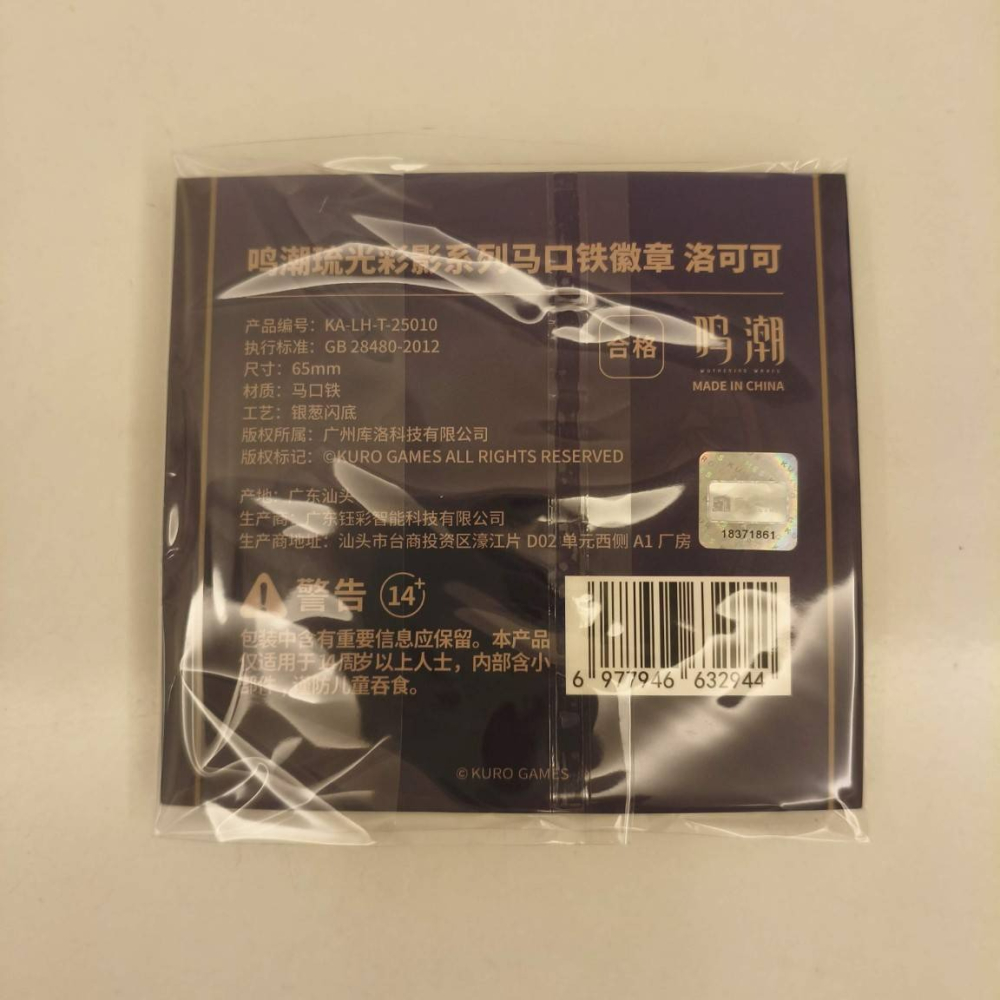 鸣潮琉光彩影系列马口铁徽章 洛可可
产品编号：KA-LH-T-25010
执行标准：GB 28480-2012
尺寸：65mm
材质：马口铁
工艺：银葱闪底
版权所属：广州库洛科技有限公司
版权标记：©KURO GAMES ALL RIGHTS RESERVED
合格
鸣潮
WUTHERING WAVES
MADE IN CHINA
产地：广东汕头
生产商：广东钰彩智能科技有限公司
生产商地址：汕头市台商投资区濠江片 D02 单元西侧 A1 厂房
18371861
警告 14+
包装中含有重要信息应保留。本产品
仅适用于 14 周岁以上人士，内部含小
部件，谨防儿童吞食。
6 977946 632944
©KURO GAMES